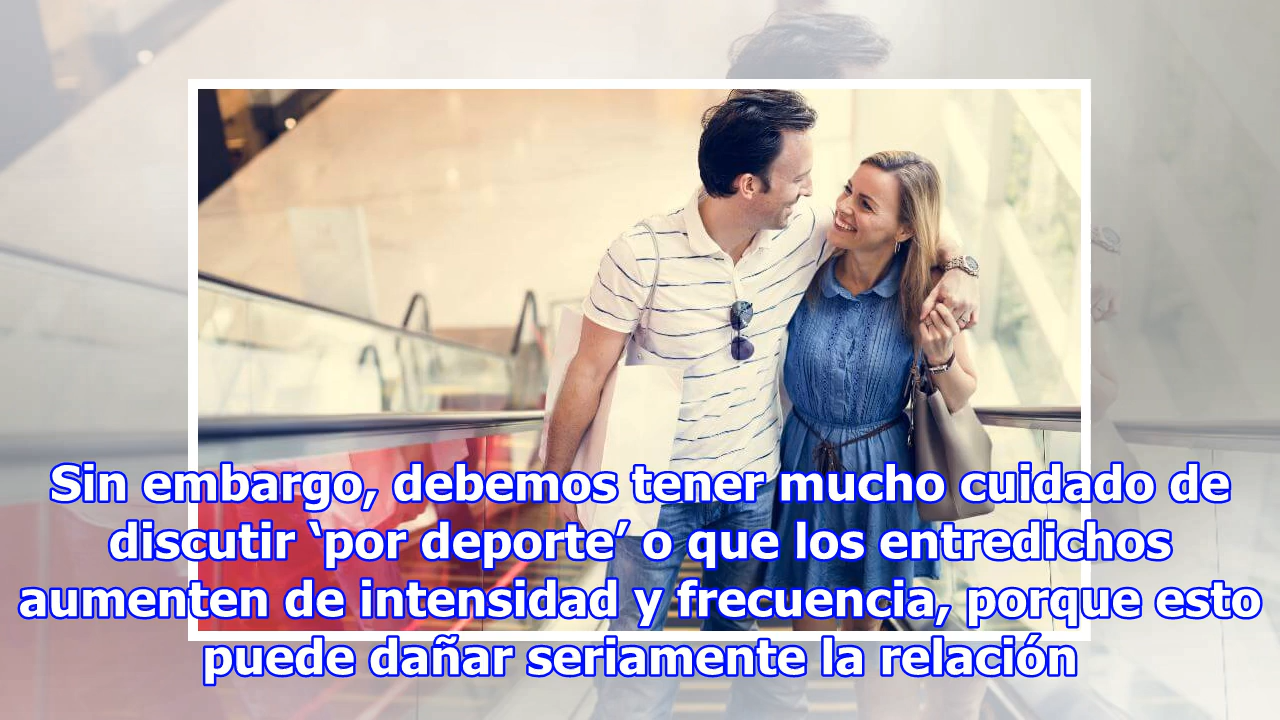 Sin embargo, debemos tener mucho cuidado de
discutir ‘por deporte’ o que los entredichos
aumenten de intensidad y frecuencia, porque esto
puede dañar seriamente la relación